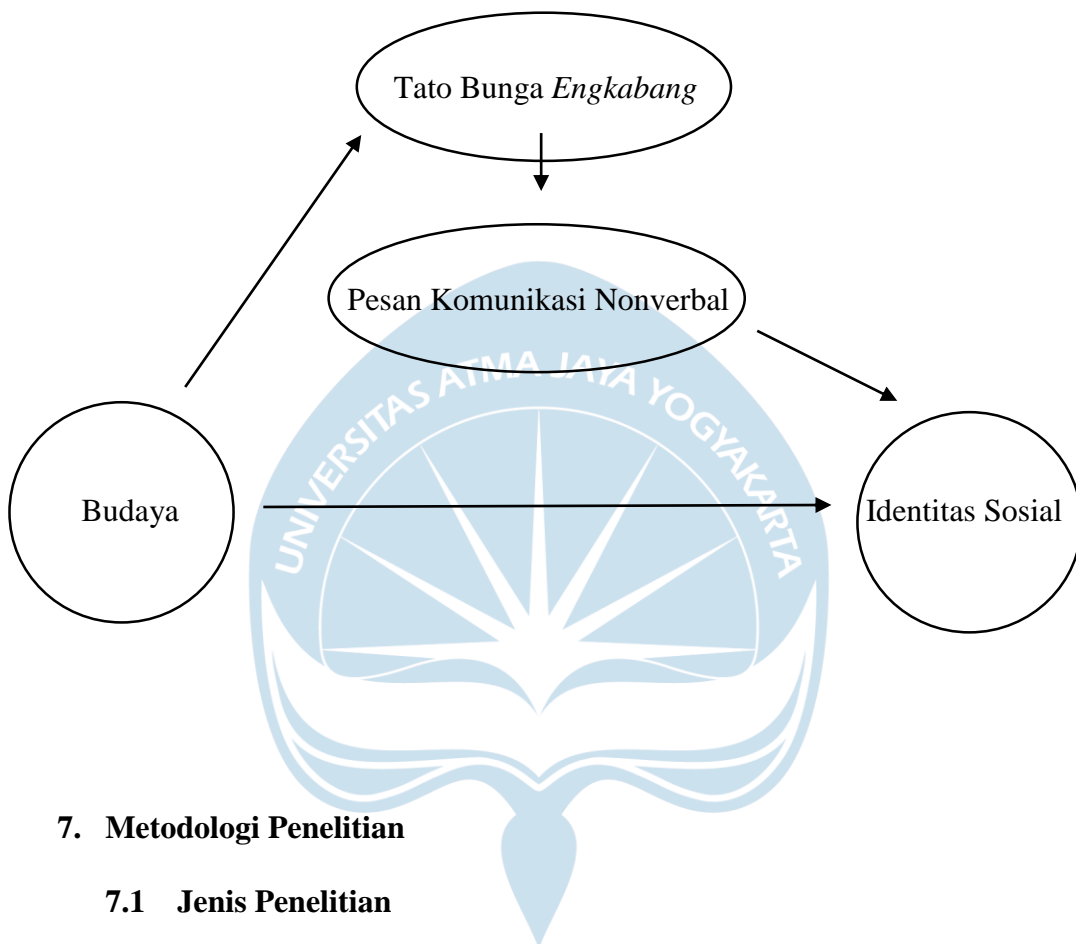 Tato Bunga Engkabang
Pesan Komunikasi Nonverbal
UNIVERSITAS ATMA JAYA YOGYAKARTA
Budaya
Identitas Sosial
7. Metodologi Penelitian
7.1 Jenis Penelitian